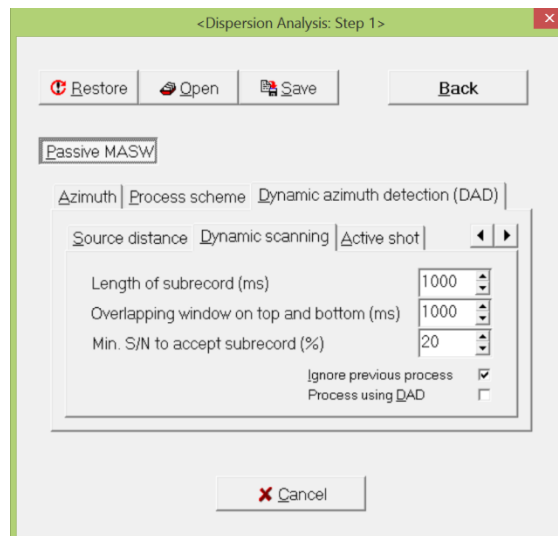 <Dispersion Analysis: Step 1>
Restore Open Save Back
Passive MASW
Azimuth Process scheme Dynamic azimuth detection (DAD)
Source distance Dynamic scanning Active shot
Length of subrecord (ms) 1000
Overlapping window on top and bottom (ms) 1000
Min. S/N to accept subrecord (%) 20
Ignore previous process
Process using DAD
Cancel